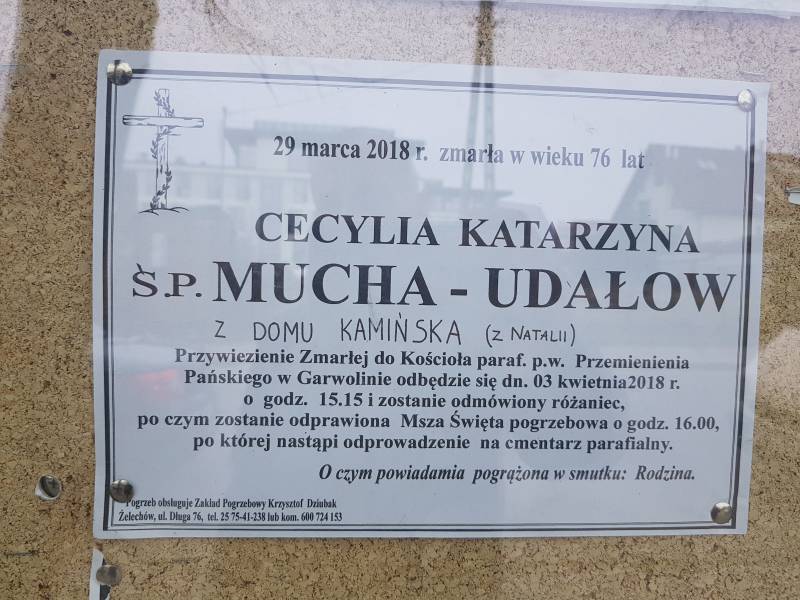 29 marca 2018 r. zmarła w wieku 76 lat
CECYLIA KATARZYNA
Ś.P. MUCHA - UDAŁOW
Z DOMU KAMIŃSKA (Z NATALII)
Przywiezienie Zmarłej do Kościoła paraf. p.w. Przemienienia
Pańskiego w Garwolinie odbędzie się dn. 03 kwietnia2018 r.
o godz. 15.15 i zostanie odmówiony różaniec,
po czym zostanie odprawiona Msza Święta pogrzebowa o godz. 16.00,
po której nastąpi odprowadzenie na cmentarz parafialny.
O czym powiadamia pogrążona w smutku: Rodzina.
Pogrzeb obsługuje Zakład Pogrzebowy Krzysztof Dziubak
Żelechów, ul. Długa 76, tel. 25 75-41-238 lub kom. 600 724 153